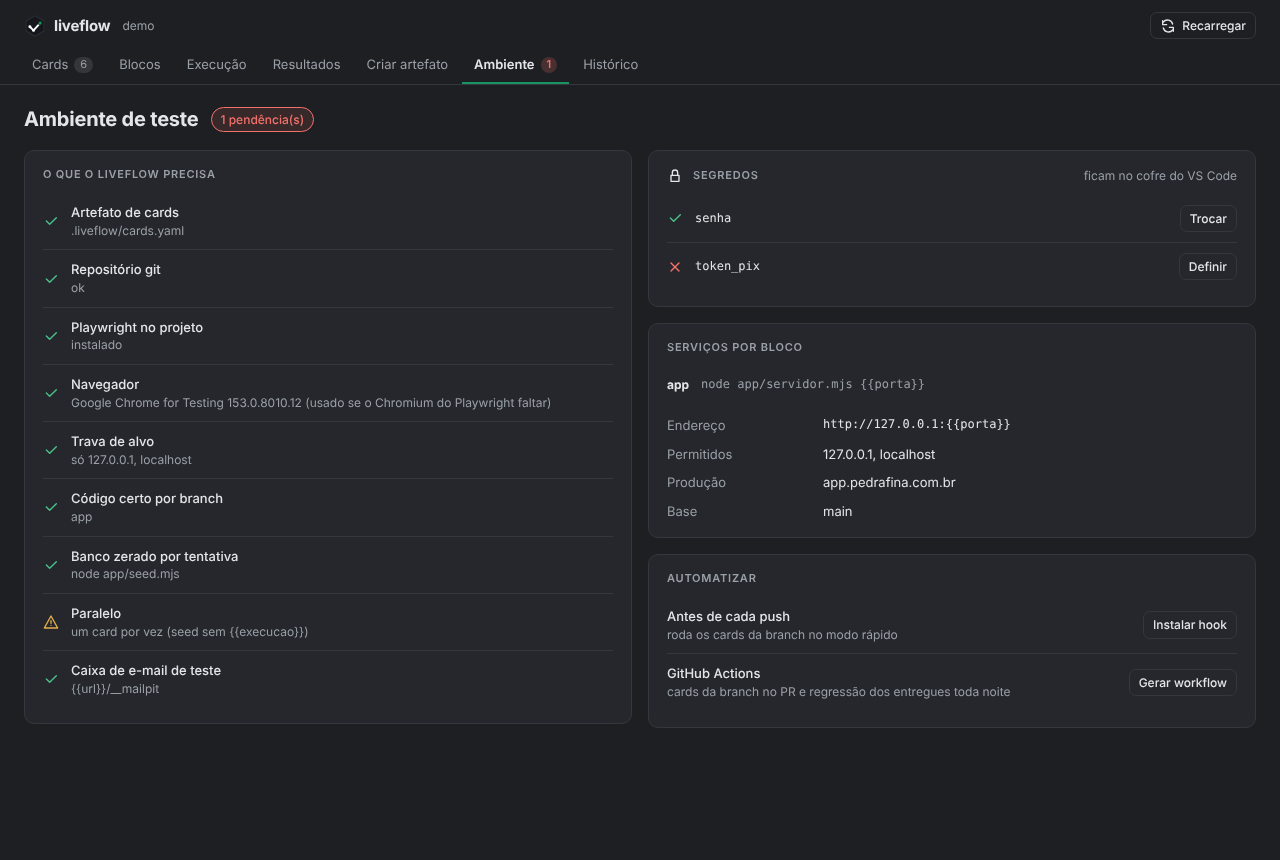 liveflow demo
Recarregar
Cards 6 Blocos Execução Resultados Criar artefato Ambiente 1 Histórico
Ambiente de teste 1 pendência(s)
O QUE O LIVEFLOW PRECISA
Artefato de cards
.liveflow/cards.yaml
Repositório git
ok
Playwright no projeto
instalado
Navegador
Google Chrome for Testing 153.0.8010.12 (usado se o Chromium do Playwright faltar)
Trava de alvo
só 127.0.0.1, localhost
Código certo por branch
app
Banco zerado por tentativa
node app/seed.mjs
Paralelo
um card por vez (seed sem {{execucao}})
Caixa de e-mail de teste
{{url}}/__mailpit
SEGREDOS ficam no cofre do VS Code
senha Trocar
token_pix Definir
SERVIÇOS POR BLOCO
app node app/servidor.mjs {{porta}}
Endereço http://127.0.0.1:{{porta}}
Permitidos 127.0.0.1, localhost
Produção app.pedrafina.com.br
Base main
AUTOMATIZAR
Antes de cada push
roda os cards da branch no modo rápido
Instalar hook
GitHub Actions
cards da branch no PR e regressão dos entregues toda noite
Gerar workflow